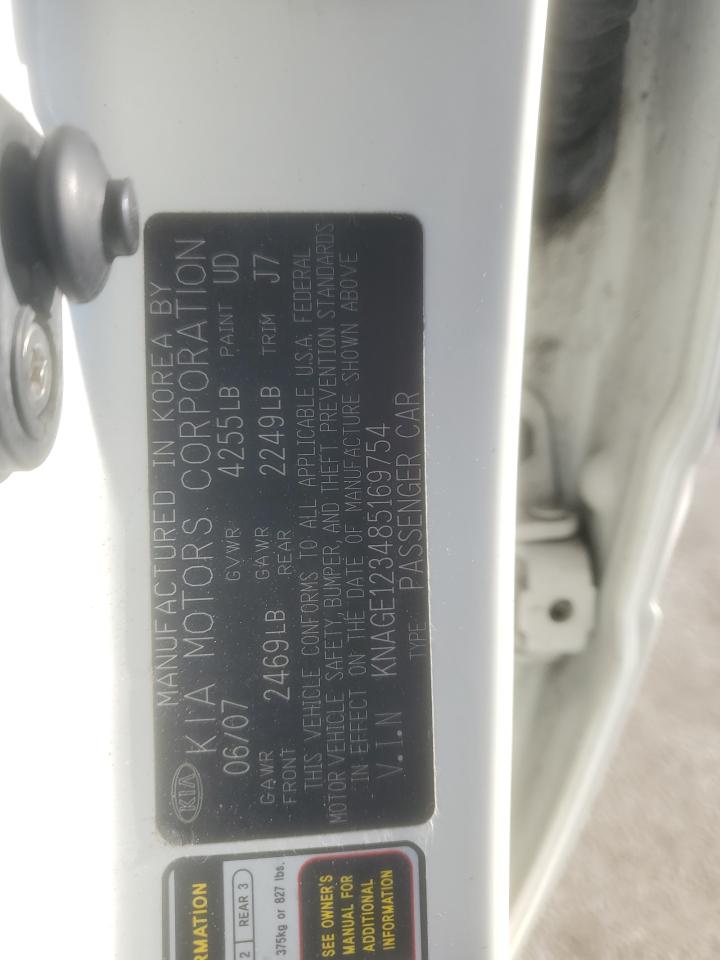 MANUFACTURED IN KOREA BY
KIA KIA MOTORS CORPORATION
06/07 GVWR 4255LB PAINT UD
GAWR FRONT 2469LB GAWR REAR 2249LB TRIM J7
THIS VEHICLE CONFORMS TO ALL APPLICABLE U.S.A. FEDERAL
MOTOR VEHICLE SAFETY, BUMPER, AND THEFT PREVENTION STANDARDS
IN EFFECT ON THE DATE OF MANUFACTURE SHOWN ABOVE
V.I.N KNAGE123485169754
TYPE PASSENGER CAR
RMATION
2 REAR 3
375kg or 827 lbs.
SEE OWNER'S
MANUAL FOR
ADDITIONAL
INFORMATION